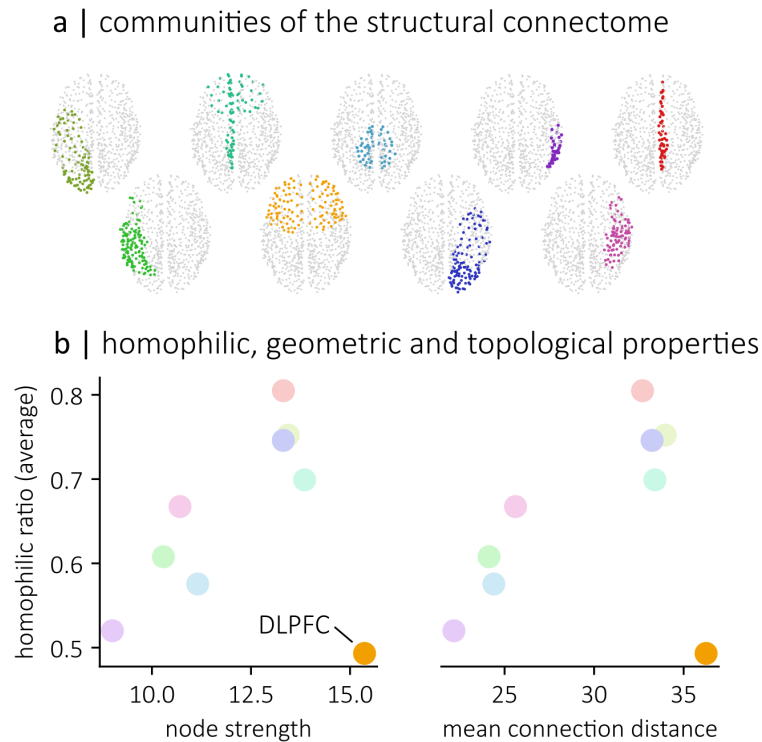 a | communities of the structural connectome
b | homophilic, geometric and topological properties
homophilic ratio (average)
0.8
0.7
0.6
0.5
DLPFC
10.0 12.5 15.0
node strength
25 30 35
mean connection distance